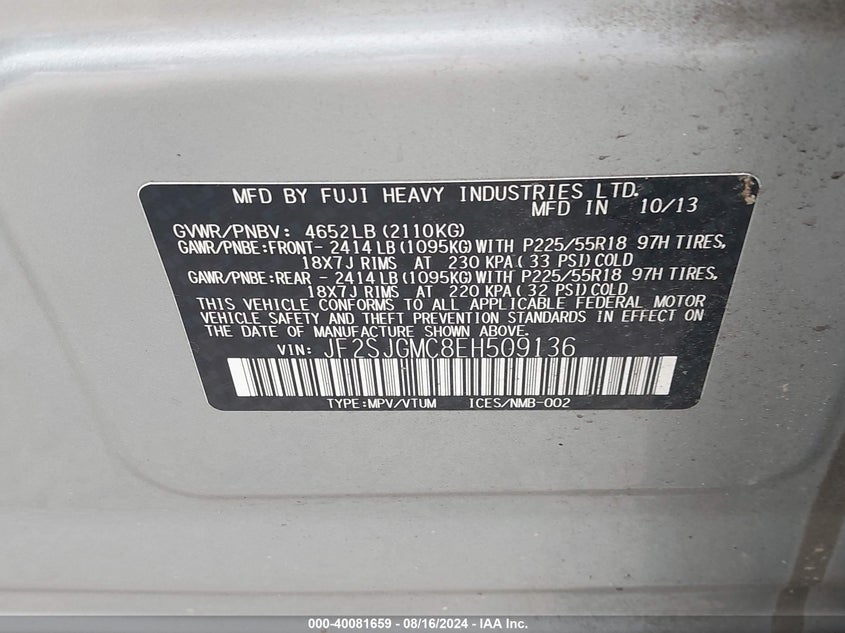 MFD BY FUJI HEAVY INDUSTRIES LTD.
MFD IN 10/13
GVWR/PNBV: 4652LB(2110KG)
GAWR/PNBE:FRONT- 2414LB(1095KG)WITH P225/55R18 97H TIRES,
18X7J RIMS AT 230 KPA(33 PSI)COLD
GAWR/PNBE:REAR - 2414LB(1095KG)WITH P225/55R18 97H TIRES,
18X7J RIMS AT 220 KPA(32 PSI)COLD
THIS VEHICLE CONFORMS TO ALL APPLICABLE FEDERAL MOTOR
VEHICLE SAFETY AND THEFT PREVENTION STANDARDS IN EFFECT ON
THE DATE OF MANUFACTURE SHOWN ABOVE.
VIN: JF2SJGMC8EH509136
TYPE:MPV/VTUM ICES/NMB-002
000-40081659 - 08/16/2024 - IAA Inc.